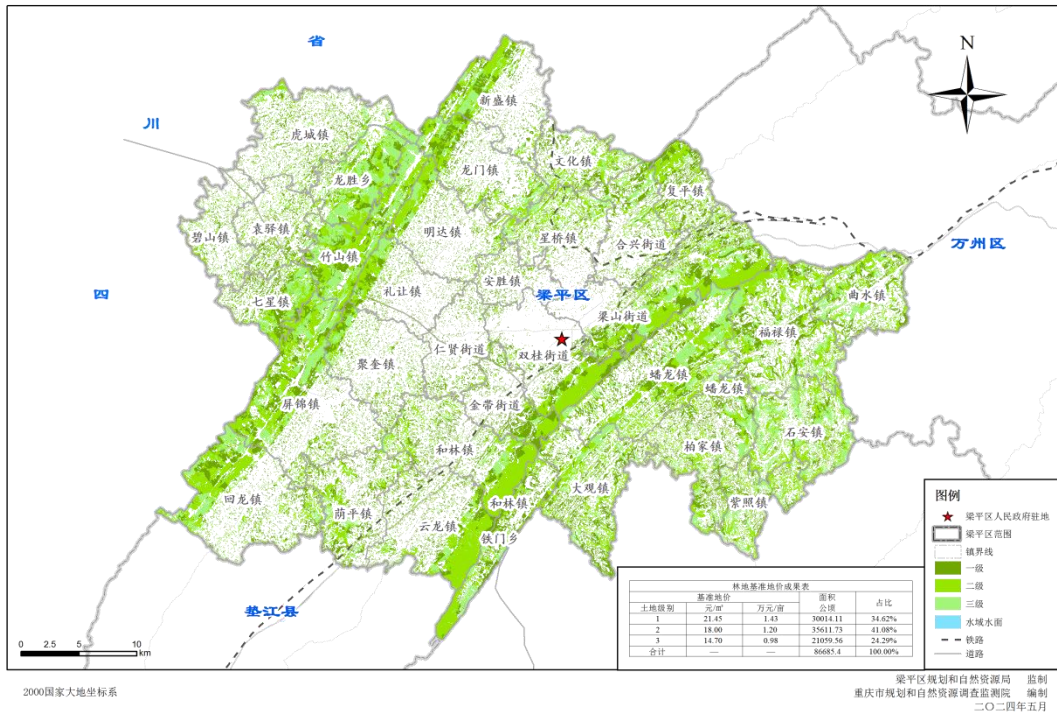 省
N
川
新盛镇
虎城镇
文化镇
龙门镇
龙胜乡
复平镇
袁驿镇
碧山镇
明达镇
星桥镇
合兴街道
万州区
竹山镇
安胜镇
礼让镇
梁平区
西
曲水镇
七星镇
梁山街道
福禄镇
仁贤街道
双桂街道
聚奎镇
蟠龙镇
蟠龙镇
屏锦镇
金带街道
石安镇
柏家镇
和林镇
大观镇
回龙镇
荫平镇
和林镇
紫照镇
云龙镇
铁门乡
垫江县
图例
梁平区人民政府驻地
梁平区范围
镇界线
一级
二级
三级
水域水面
铁路
道路
林地基准地价成果表
土地级别 基准地价 面积 占比
元/㎡ 万元/亩 公顷
1 21.45 1.43 30014.11 34.62%
2 18.00 1.20 35611.73 41.08%
3 14.70 0.98 21059.56 24.29%
合计 — — 86685.4 100.00%
0 2.5 5 10
km
2000国家大地坐标系
梁平区规划和自然资源局 监制
重庆市规划和自然资源调查监测院 编制
二〇二四年五月